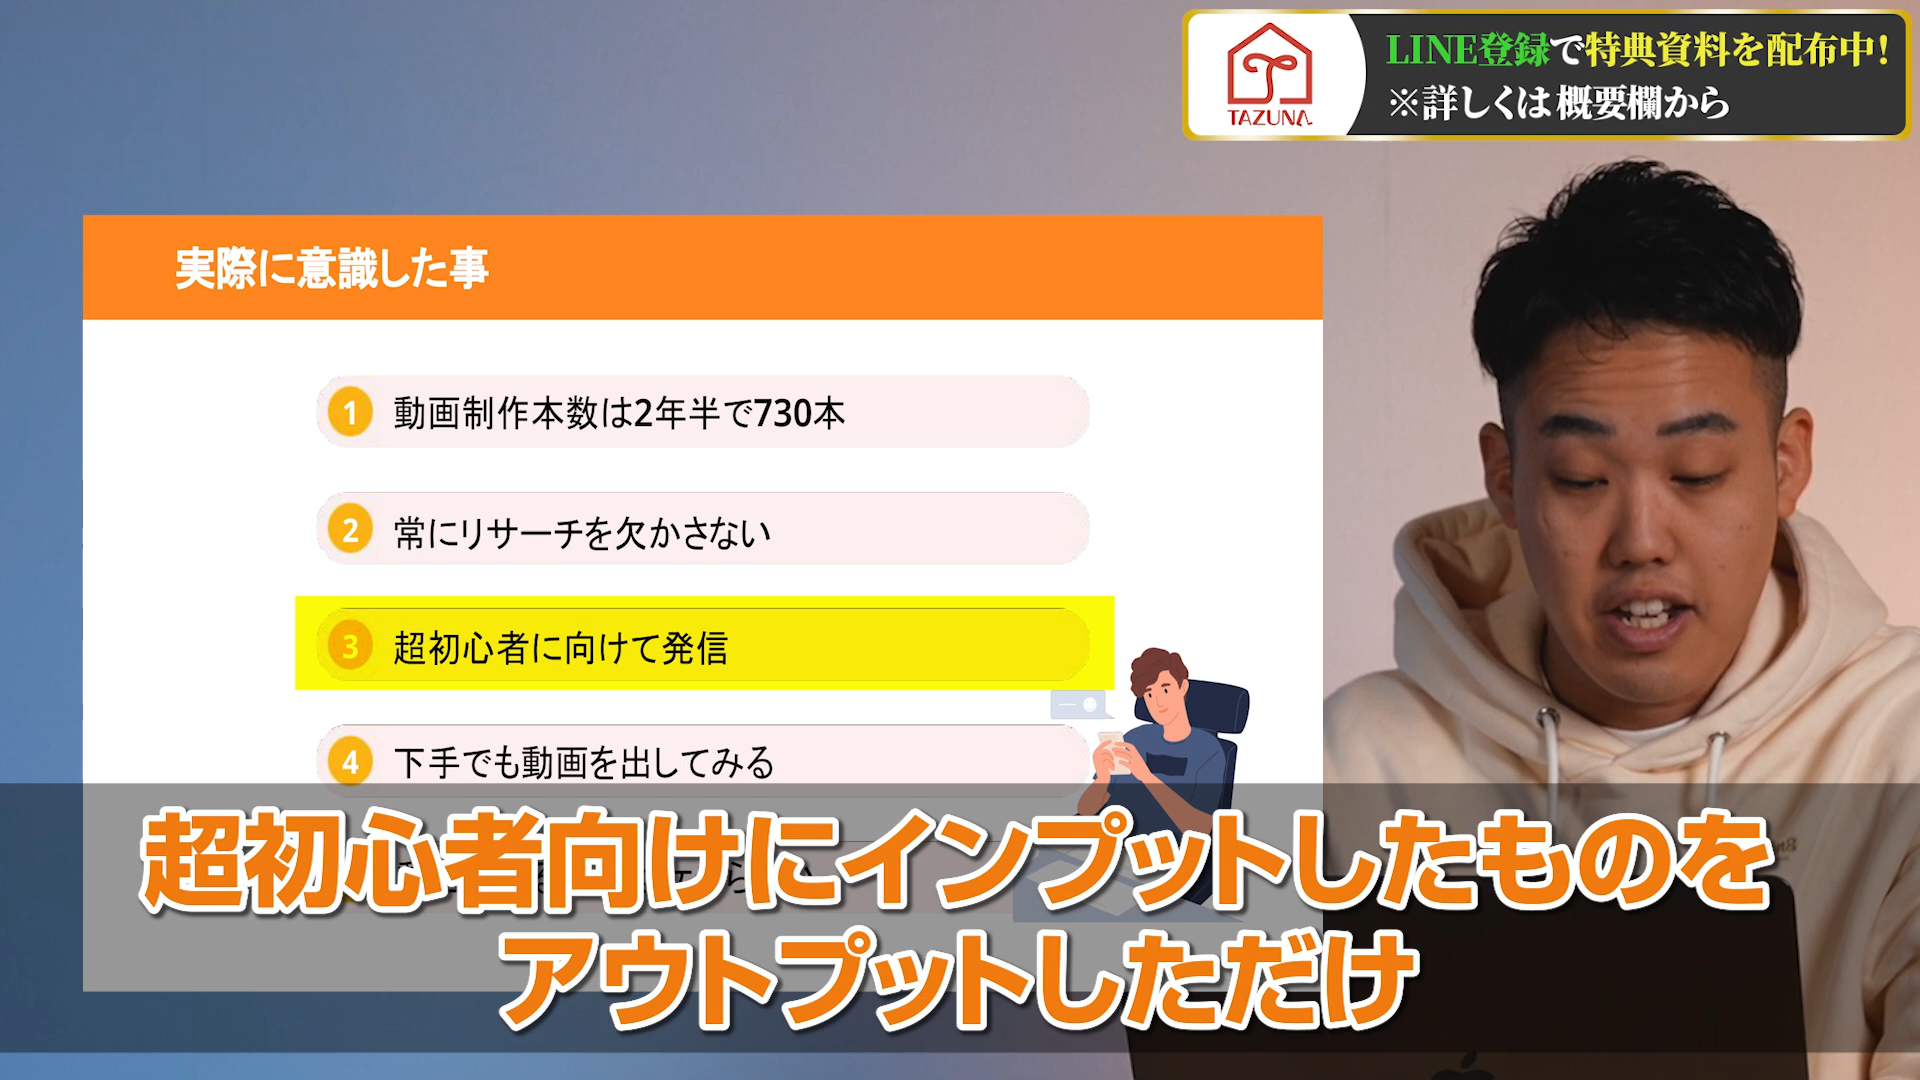 LINE登録で特典資料を配布中!
※詳しくは概要欄から
TAZUNA
実際に意識した事
1 動画制作本数は2年半で730本
2 常にリサーチを欠かさない
3 超初心者に向けて発信
4 下手でも動画を出してみる
超初心者向けにインプットしたものを
アウトプットしただけ